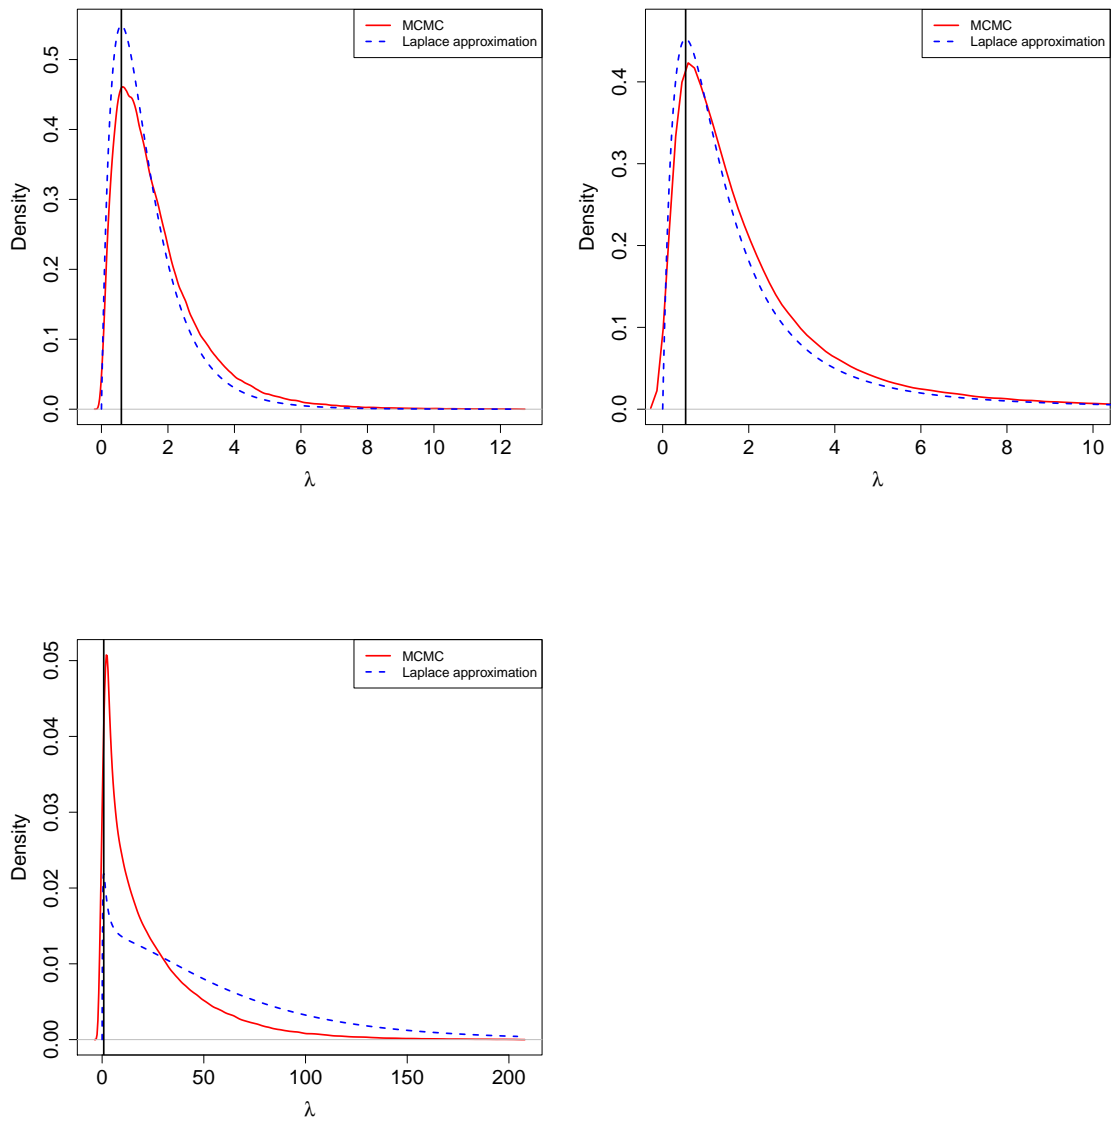 MCMC
Laplace approximation
Density
0.0 0.1 0.2 0.3 0.4 0.5
0 2 4 6 8 10 12
λ
MCMC
Laplace approximation
Density
0.0 0.1 0.2 0.3 0.4
0 2 4 6 8 10
λ
MCMC
Laplace approximation
Density
0.00 0.01 0.02 0.03 0.04 0.05
0 50 100 150 200
λ